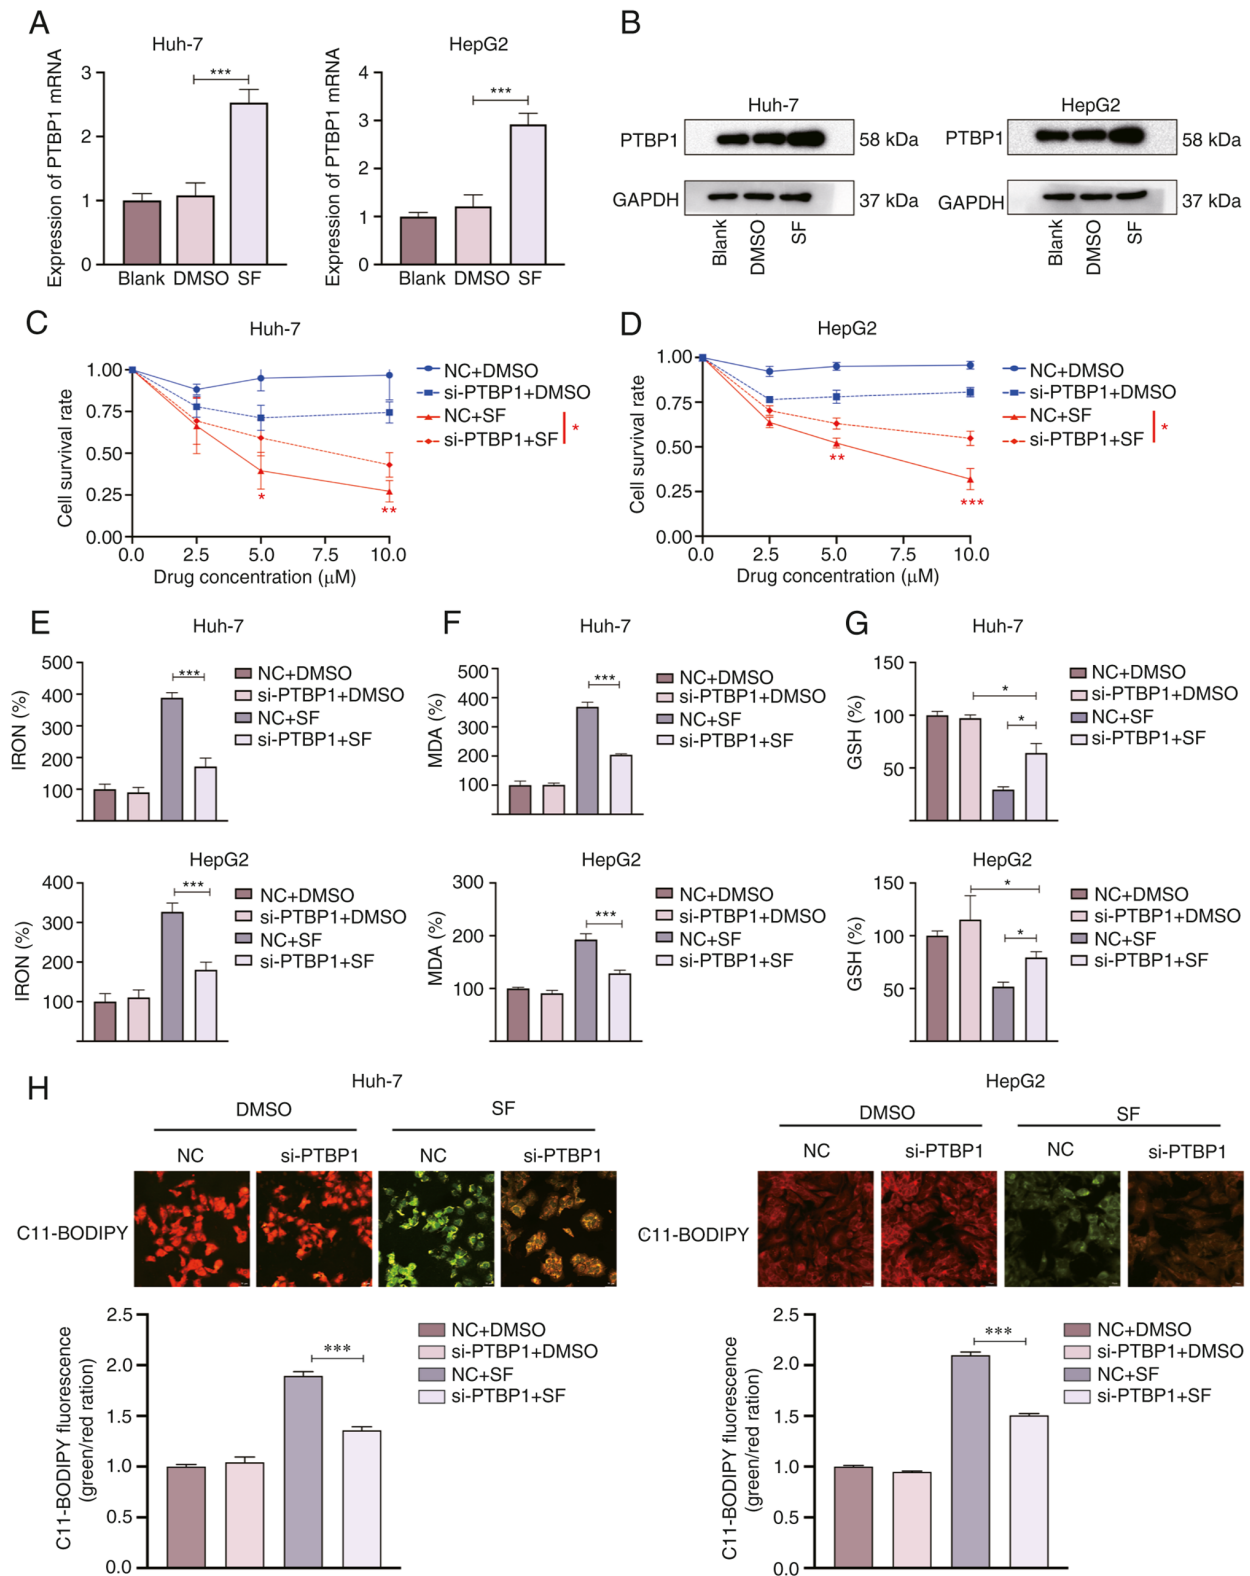 A
Huh-7
Expression of PTBP1 mRNA
3
2
1
0
***
Blank DMSO SF
HepG2
Expression of PTBP1 mRNA
4
3
2
1
0
***
Blank DMSO SF
B
Huh-7
PTBP1
58 kDa
GAPDH
37 kDa
Blank
DMSO
SF
HepG2
PTBP1
58 kDa
GAPDH
37 kDa
Blank
DMSO
SF
C
Huh-7
Cell survival rate
1.00
0.75
0.50
0.25
0.00
0.0 2.5 5.0 7.5 10.0
Drug concentration (µM)
*
**
NC+DMSO
si-PTBP1+DMSO
NC+SF
si-PTBP1+SF
*
D
HepG2
Cell survival rate
1.00
0.75
0.50
0.25
0.00
0.0 2.5 5.0 7.5 10.0
Drug concentration (µM)
**
***
NC+DMSO
si-PTBP1+DMSO
NC+SF
si-PTBP1+SF
*
E
Huh-7
IRON (%)
500
400
300
200
100
***
NC+DMSO
si-PTBP1+DMSO
NC+SF
si-PTBP1+SF
HepG2
IRON (%)
400
300
200
100
***
NC+DMSO
si-PTBP1+DMSO
NC+SF
si-PTBP1+SF
F
Huh-7
MDA (%)
500
400
300
200
100
***
NC+DMSO
si-PTBP1+DMSO
NC+SF
si-PTBP1+SF
HepG2
MDA (%)
300
200
100
***
NC+DMSO
si-PTBP1+DMSO
NC+SF
si-PTBP1+SF
G
Huh-7
GSH (%)
150
100
50
*
*
NC+DMSO
si-PTBP1+DMSO
NC+SF
si-PTBP1+SF
HepG2
GSH (%)
150
100
50
*
*
NC+DMSO
si-PTBP1+DMSO
NC+SF
si-PTBP1+SF
H
Huh-7
DMSO SF
NC si-PTBP1 NC si-PTBP1
C11-BODIPY
C11-BODIPY fluorescence
(green/red ration)
2.5
2.0
1.5
1.0
0.5
0.0
***
NC+DMSO
si-PTBP1+DMSO
NC+SF
si-PTBP1+SF
HepG2
DMSO SF
NC si-PTBP1 NC si-PTBP1
C11-BODIPY
C11-BODIPY fluorescence
(green/red ration)
2.5
2.0
1.5
1.0
0.5
0.0
***
NC+DMSO
si-PTBP1+DMSO
NC+SF
si-PTBP1+SF